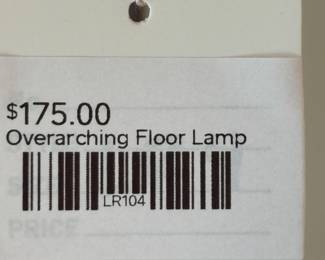 $175.00
Overarching Floor Lamp
LR104
PRICE